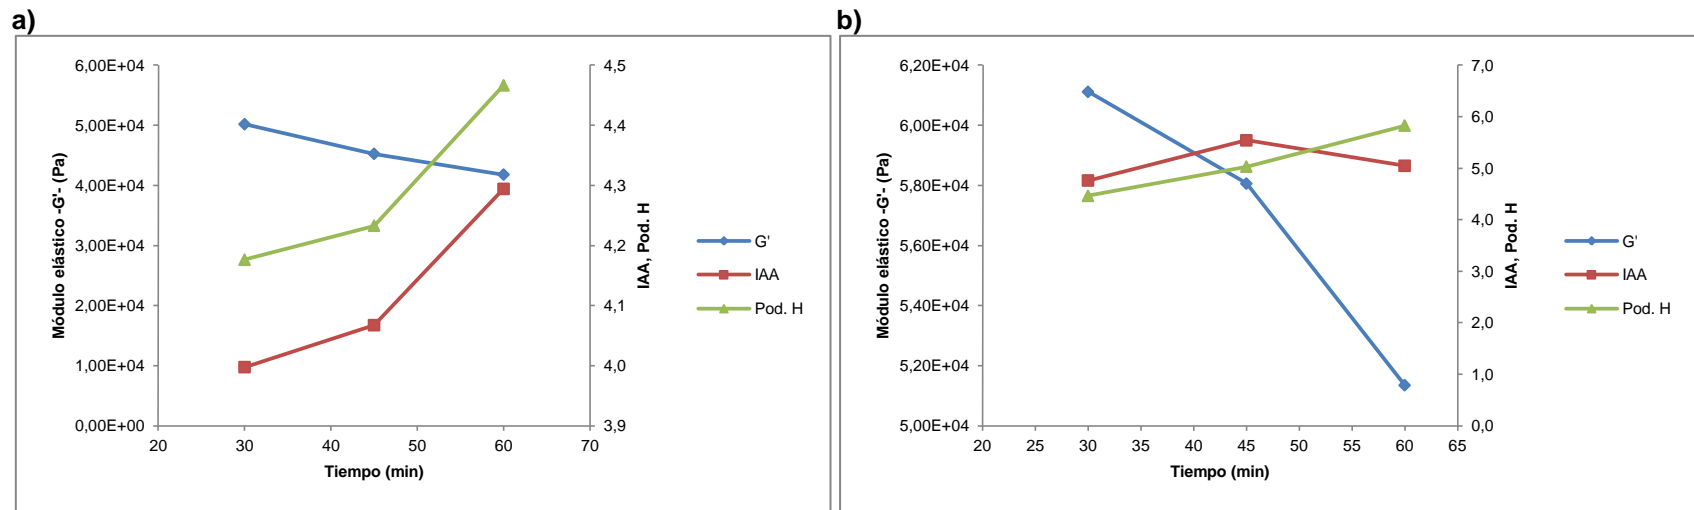 a)
6,00E+04
5,00E+04
4,00E+04
3,00E+04
2,00E+04
1,00E+04
0,00E+00
Módulo elástico -G'- (Pa)
20 30 40 50 60 70
Tiempo (min)
4,5
4,4
4,3
4,2
4,1
4,0
3,9
IAA, Pod. H
G'
IAA
Pod. H
b)
6,20E+04
6,00E+04
5,80E+04
5,60E+04
5,40E+04
5,20E+04
5,00E+04
Módulo elástico -G'- (Pa)
20 25 30 35 40 45 50 55 60 65
Tiempo (min)
7,0
6,0
5,0
4,0
3,0
2,0
1,0
0,0
IAA, Pod. H
G'
IAA
Pod. H